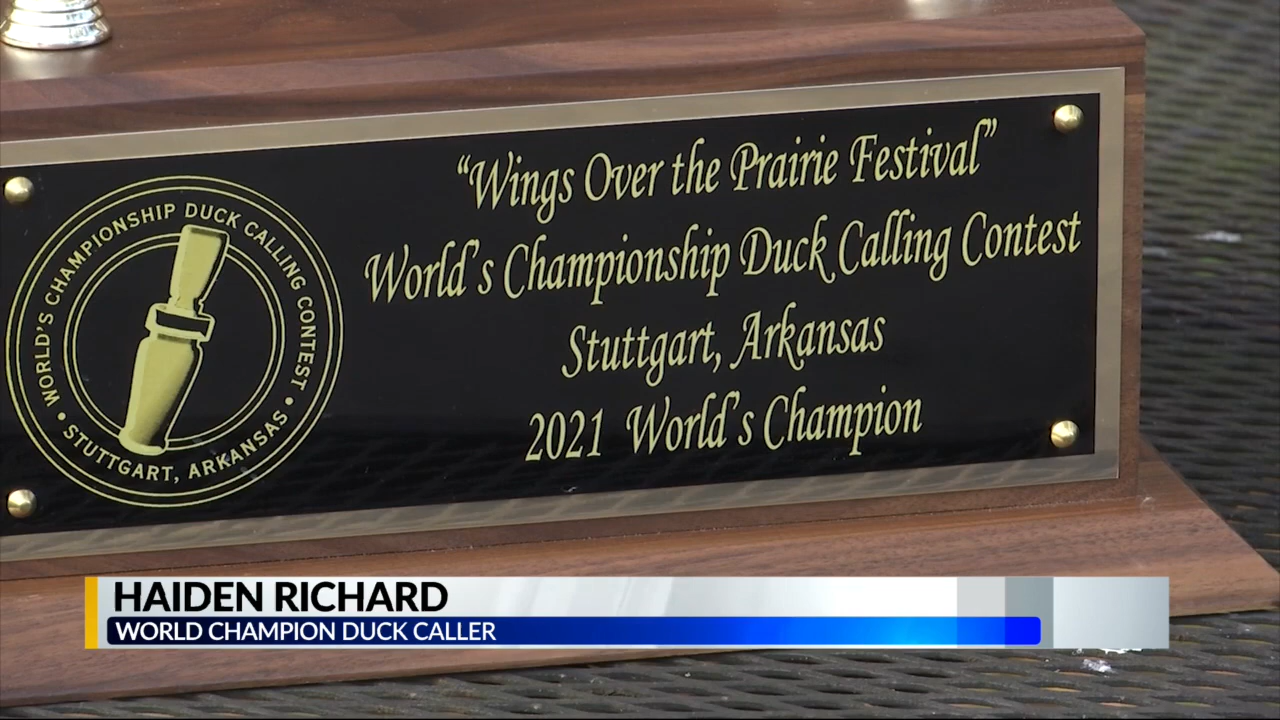 WORLD'S CHAMPIONSHIP DUCK CALLING CONTEST • STUTTGART, ARKANSAS •
“Wings Over the Prairie Festival”
World's Championship Duck Calling Contest
Stuttgart, Arkansas
2021 World's Champion
HAIDEN RICHARD
WORLD CHAMPION DUCK CALLER